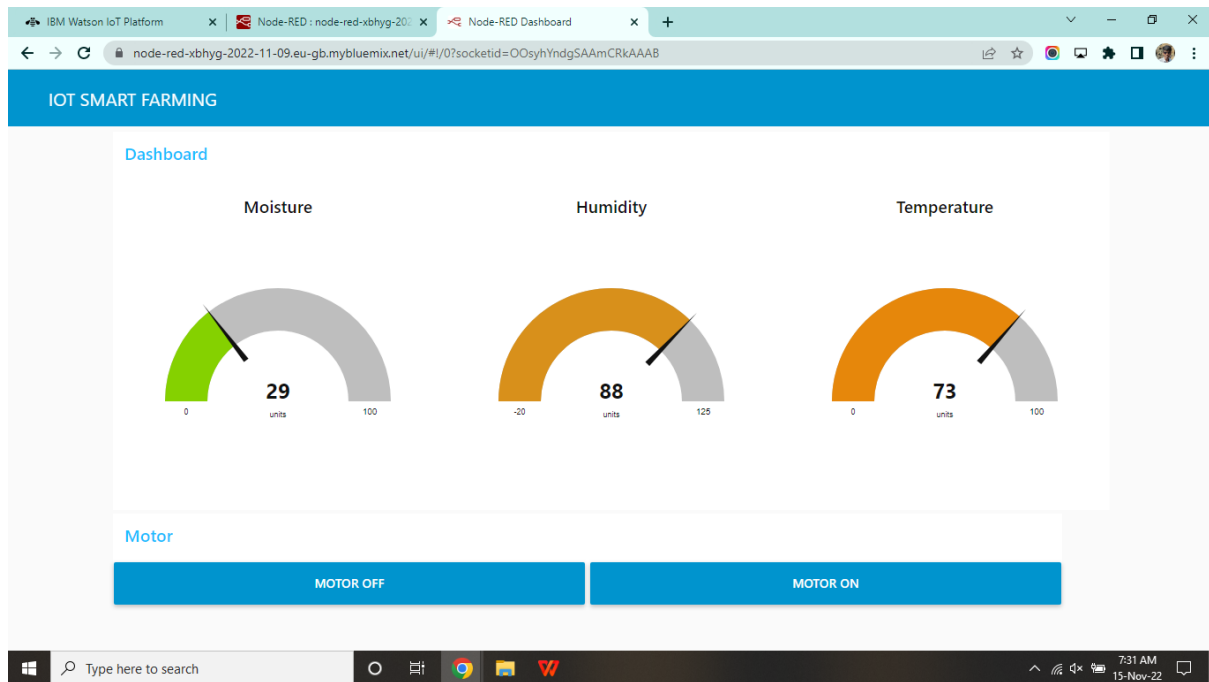 IBM Watson IoT Platform
Node-RED : node-red-xbhyg-202
Node-RED Dashboard
node-red-xbhyg-2022-11-09.eu-gb.mybluemix.net/ui/#!/0?socketid=OOsyhYndgSAAmCRkAAAB
IOT SMART FARMING
Dashboard
Moisture
Humidity
Temperature
29
units
0
100
88
units
-20
125
73
units
0
100
Motor
MOTOR OFF
MOTOR ON
Type here to search
7:31 AM
15-Nov-22